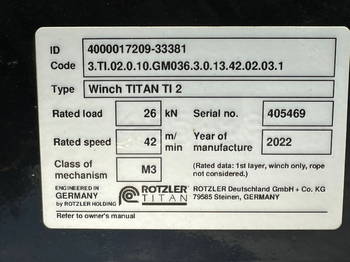 ID 4000017209-33381
Code 3.TI.02.0.10.GM036.3.0.13.42.02.03.1
Type Winch TITAN TI 2
Rated load 26 kN Serial no. 405469
Rated speed 42 m/min Year of manufacture 2022
Class of mechanism M3 (Rated data: 1st layer, winch only, rope not considered.)
ENGINEERED IN
GERMANY
by ROTZLER HOLDING
ROTZLER
TITAN
ROTZLER Deutschland GmbH + Co. KG
79585 Steinen, GERMANY
Refer to owner's manual